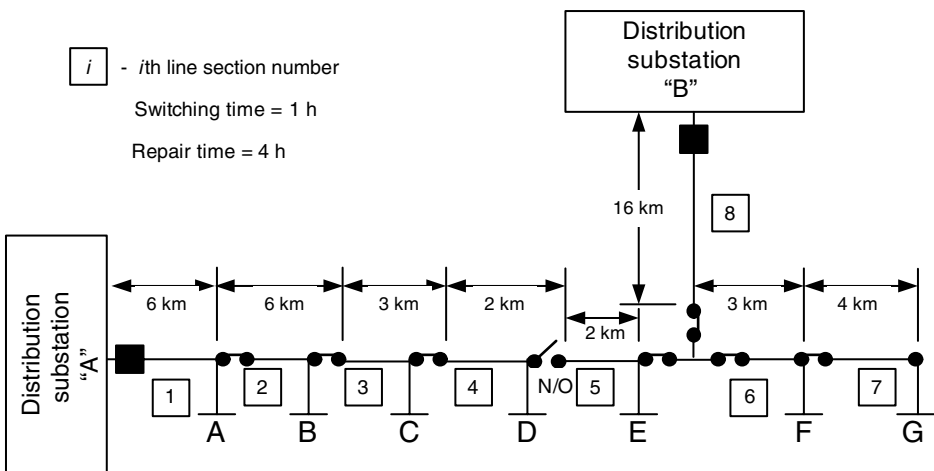 Distribution
substation
"B"
i - ith line section number
Switching time = 1 h
Repair time = 4 h
16 km
8
Distribution
substation
"A"
6 km
6 km
3 km
2 km
2 km
3 km
4 km
1
2
3
4
N/O
5
6
7
A
B
C
D
E
F
G